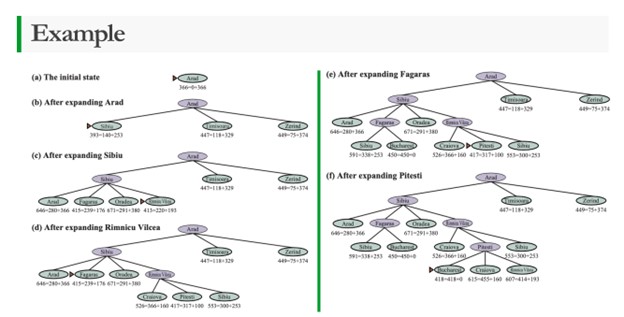 Example
(a) The initial state
Arad
366=0+366
(b) After expanding Arad
Arad
Sibiu Timisoara Zerind
393=140+253 447=118+329 449=75+374
(c) After expanding Sibiu
Arad
Sibiu Timisoara Zerind
447=118+329 449=75+374
Arad Fagaras Oradea Rimnicu Vilcea
646=280+366 415=239+176 671=291+380 413=220+193
(d) After expanding Rimnicu Vilcea
Arad
Sibiu Timisoara Zerind
447=118+329 449=75+374
Arad Fagaras Oradea Rimnicu Vilcea
646=280+366 415=239+176 671=291+380
Craiova Pitesti Sibiu
526=366+160 417=317+100 553=300+253
(e) After expanding Fagaras
Arad
Sibiu Timisoara Zerind
447=118+329 449=75+374
Arad Fagaras Oradea Rimnicu Vilcea
646=280+366 671=291+380
Sibiu Bucharest Craiova Pitesti Sibiu
591=338+253 450=450+0 526=366+160 417=317+100 553=300+253
(f) After expanding Pitesti
Arad
Sibiu Timisoara Zerind
447=118+329 449=75+374
Arad Fagaras Oradea Rimnicu Vilcea
646=280+366 671=291+380
Sibiu Bucharest Craiova Pitesti Sibiu
591=338+253 450=450+0 526=366+160 553=300+253
Bucharest Craiova Rimnicu Vilcea
418=418+0 615=455+160 607=414+193